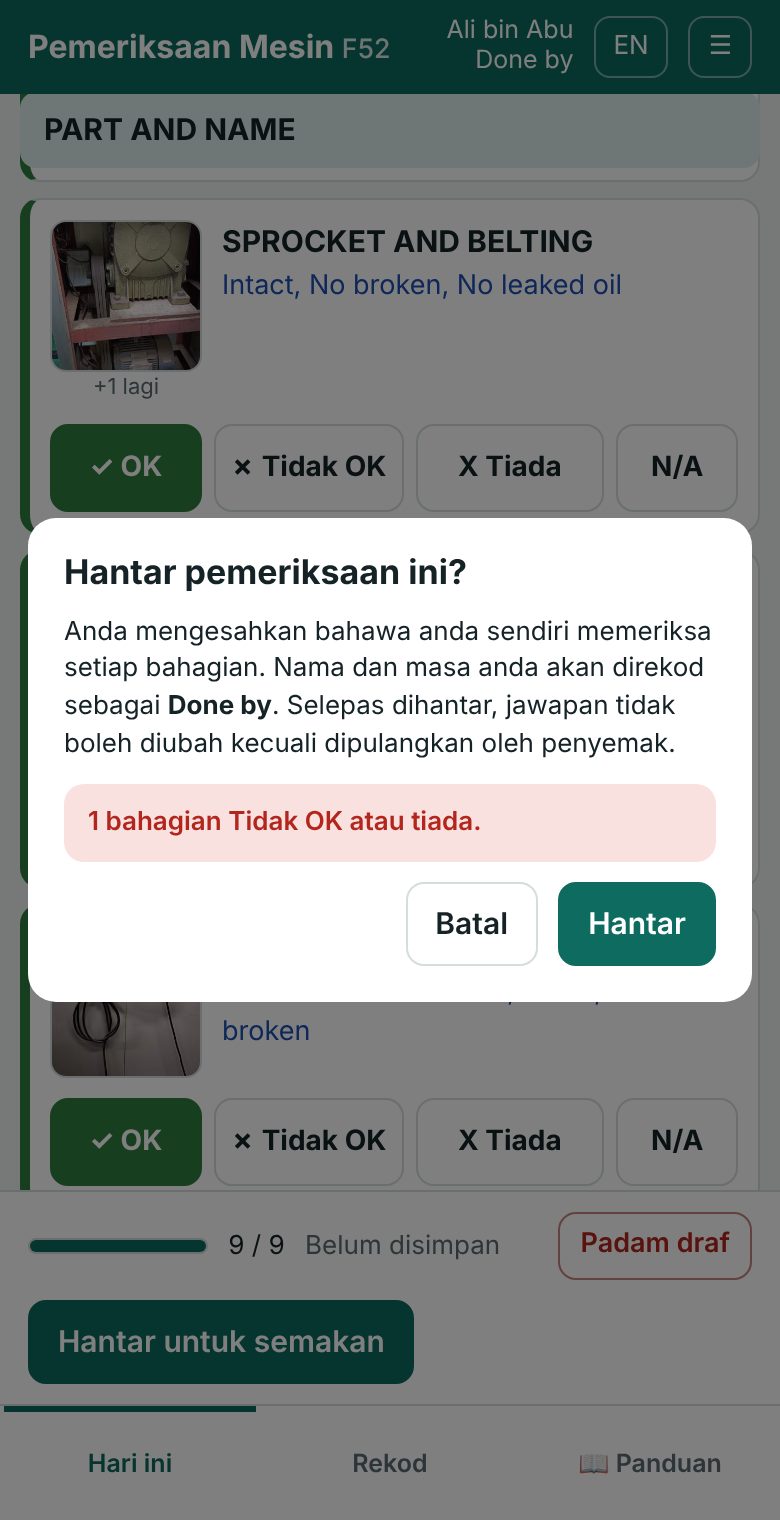 Pemeriksaan Mesin F52
Ali bin Abu
Done by
EN
☰
PART AND NAME
SPROCKET AND BELTING
Intact, No broken, No leaked oil
+1 lagi
✓ OK
× Tidak OK
X Tiada
N/A
Hantar pemeriksaan ini?
Anda mengesahkan bahawa anda sendiri memeriksa
setiap bahagian. Nama dan masa anda akan direkod
sebagai Done by. Selepas dihantar, jawapan tidak
boleh diubah kecuali dipulangkan oleh penyemak.
1 bahagian Tidak OK atau tiada.
Batal
Hantar
broken
✓ OK
× Tidak OK
X Tiada
N/A
9 / 9
Belum disimpan
Padam draf
Hantar untuk semakan
Hari ini
Rekod
📖 Panduan